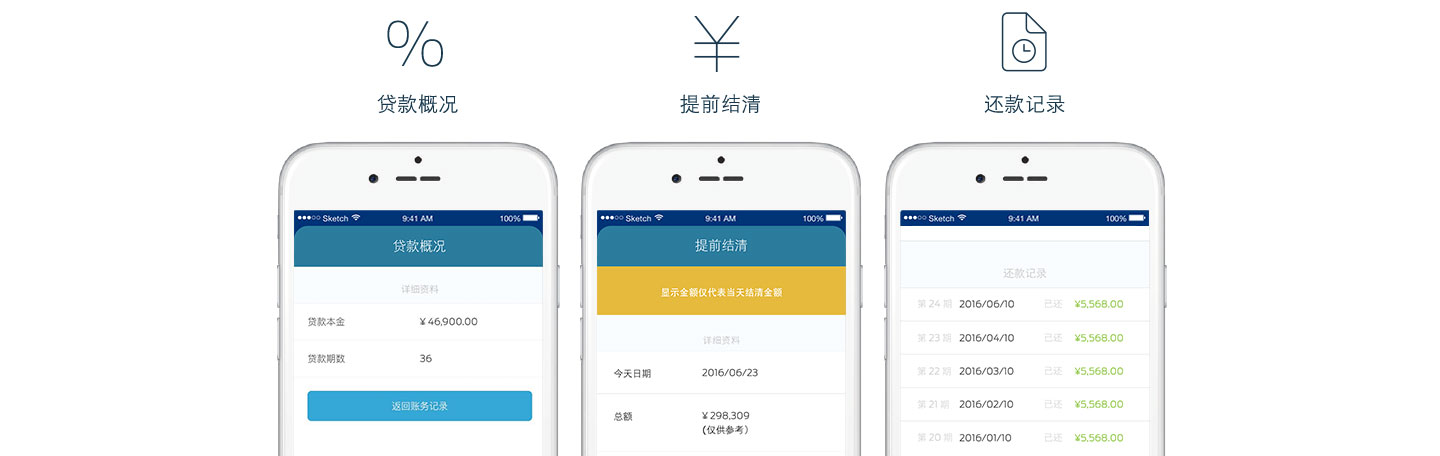 %
¥
贷款概况
提前结清
还款记录
Sketch 9:41 AM 100%
贷款概况
详细资料
贷款本金 ¥ 46,900.00
贷款期数 36
返回账务记录
Sketch 9:41 AM 100%
提前结清
显示金额仅代表当天结清金额
详细资料
今天日期 2016/06/23
总额 ¥ 298,309
(仅供参考)
Sketch 9:41 AM 100%
还款记录
第 24 期 2016/06/10 已还 ¥5,568.00
第 23 期 2016/04/10 已还 ¥5,568.00
第 22 期 2016/03/10 已还 ¥5,568.00
第 21 期 2016/02/10 已还 ¥5,568.00
第 20 期 2016/01/10 已还 ¥5,568.00